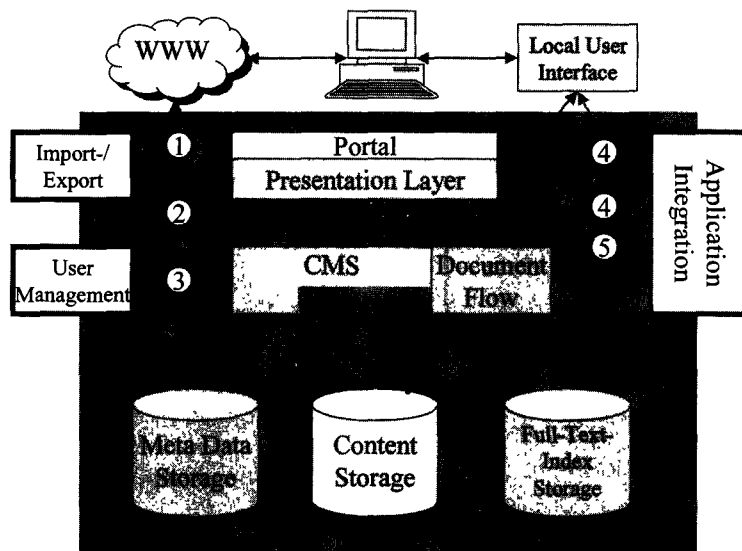 WWW
Local User
Interface
Import-/
Export
1
Portal
Presentation Layer
4
2
4
5
User
Management
3
CMS
Document
Flow
Application
Integration
Meta Data
Storage
Content
Storage
Full-Text-
Index
Storage